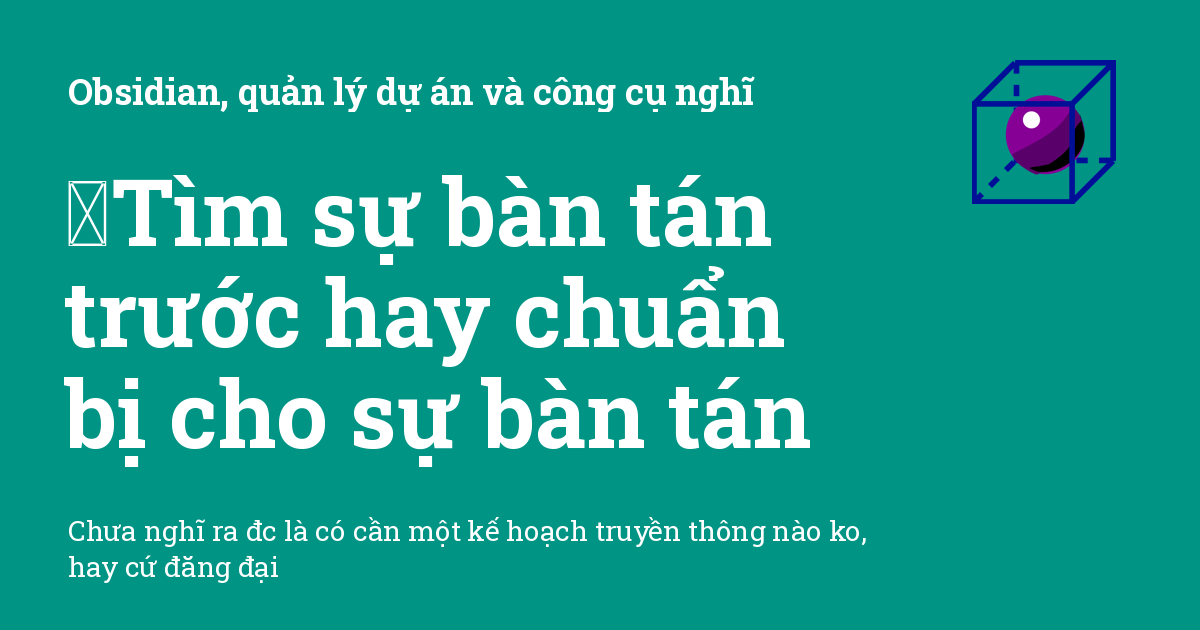 Obsidian, quản lý dự án và công cụ nghĩ
Tìm sự bàn tán
trước hay chuẩn
bị cho sự bàn tán
Chưa nghĩ ra đc là có cần một kế hoạch truyền thông nào ko,
hay cứ đăng đại